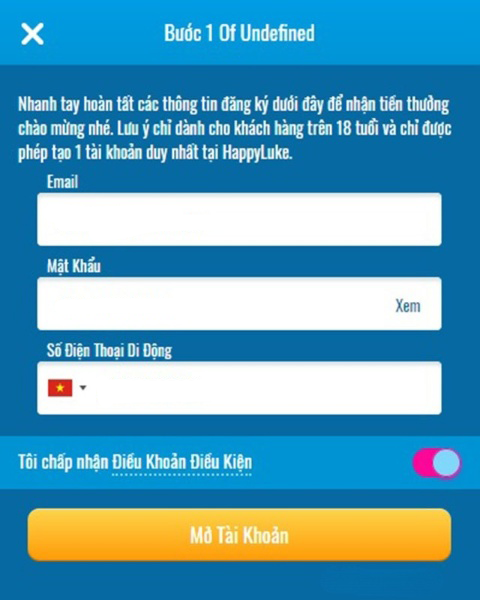 Bước 1 Of Undefined
Nhanh tay hoàn tất các thông tin đăng ký dưới đây để nhận tiền thưởng
chào mừng nhé. Lưu ý chỉ dành cho khách hàng trên 18 tuổi và chỉ được
phép tạo 1 tài khoản duy nhất tại HappyLuke.
Email
Mật Khẩu
Xem
Số Điện Thoại Di Động
Tôi chấp nhận Điều Khoản Điều Kiện
Mở Tài Khoản